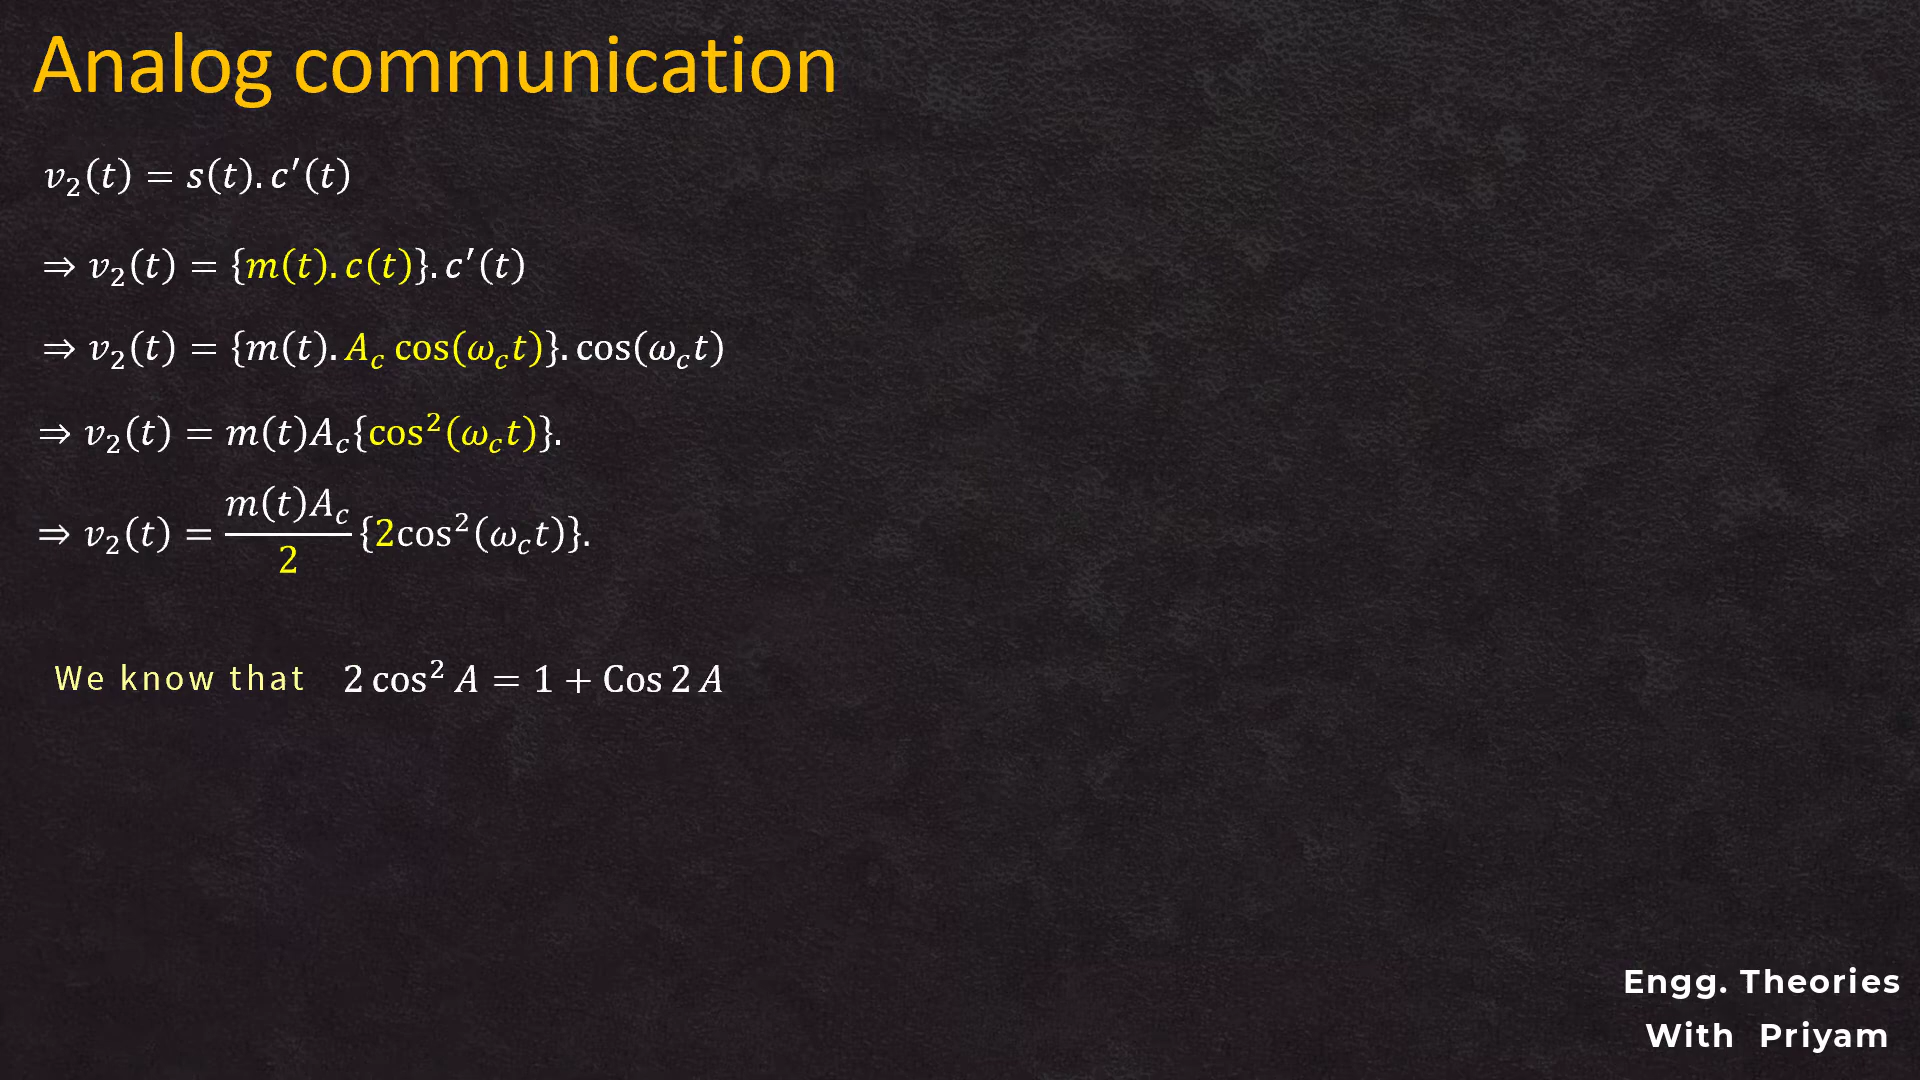 Analog communication
v₂(t) = s(t).c′(t)
⇒ v₂(t) = {m(t).c(t)}.c′(t)
⇒ v₂(t) = {m(t).A_c cos(ω_c t)}.cos(ω_c t)
⇒ v₂(t) = m(t)A_c{cos²(ω_c t)}.
⇒ v₂(t) = m(t)A_c/2 {2cos²(ω_c t)}.
We know that 2 cos² A = 1 + Cos 2 A
Engg. Theories
With Priyam